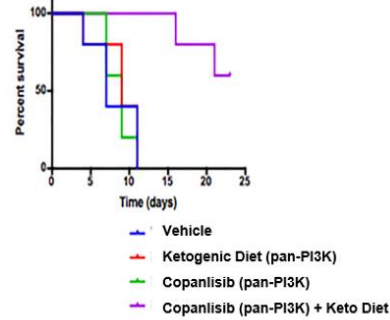 100
50
0
Percent survival
0 5 10 15 20 25
Time (days)
Vehicle
Ketogenic Diet (pan-PI3K)
Copanlisib (pan-PI3K)
Copanlisib (pan-PI3K) + Keto Diet